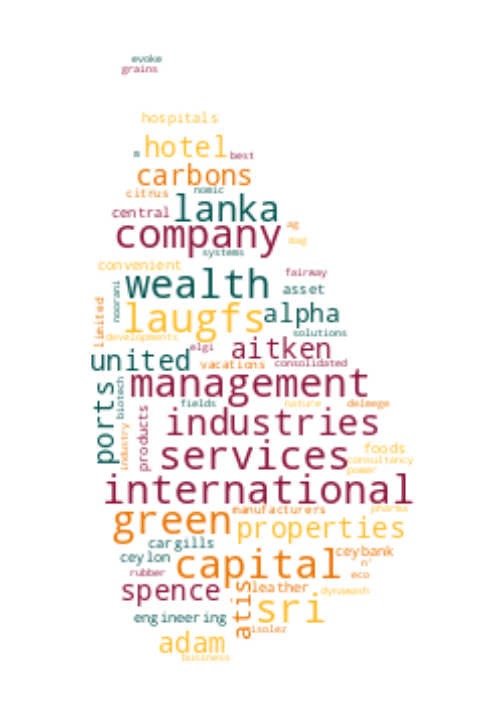 evoke
grains
hospitals
hotel
best
carbons
citrus
nomic
central
lanka
company
ag
mag
systems
convenient
wealth
fairway
asset
noorani
limited
laugfs
alpha
solutions
developments
elgi
aitken
united
vacations
consolidated
management
ports
biotech
fields
nature
delmege
industries
products
industry
services
foods
consultancy
power
international
green
manufacturers
pharma
properties
cargills
ceylon
capital
ceybank
n'
rubber
eco
spence
leather
dynawash
engineering
atis
sri
isolez
adam
business